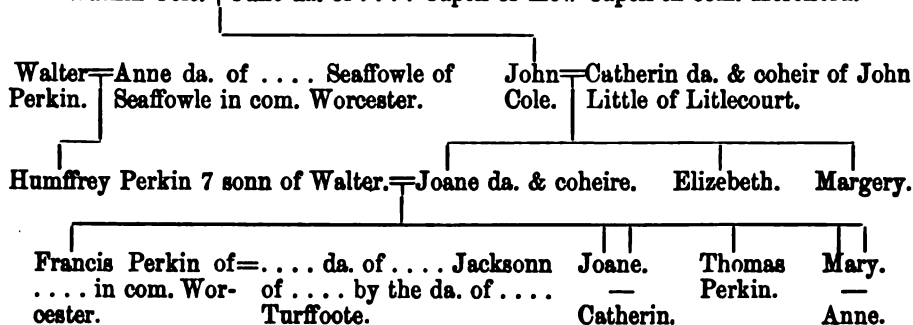 Walter = Anne da. of .... Seaffowle of
Perkin. Seaffowle in com. Worcester.
John = Catherin da. & coheir of John
Cole. Little of Litlecourt.
Humffrey Perkin 7 sonn of Walter. = Joane da. & coheire. Elizebeth. Margery.
Francis Perkin of = .... da. of .... Jacksonn
.... in com. Wor- of .... by the da. of ....
cester. Turffoote.
Joane.
—
Catherin.
Thomas
Perkin.
Mary.
—
Anne.